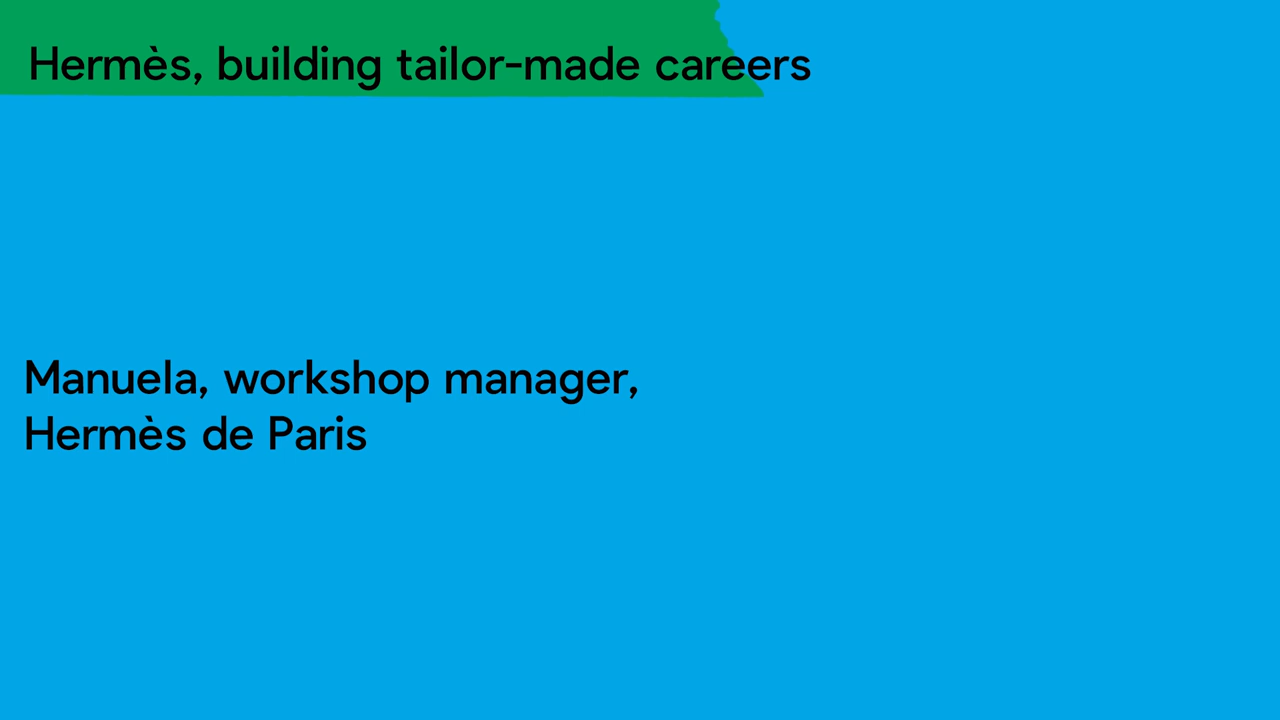 Hermès, building tailor-made careers
Manuela, workshop manager,
Hermès de Paris